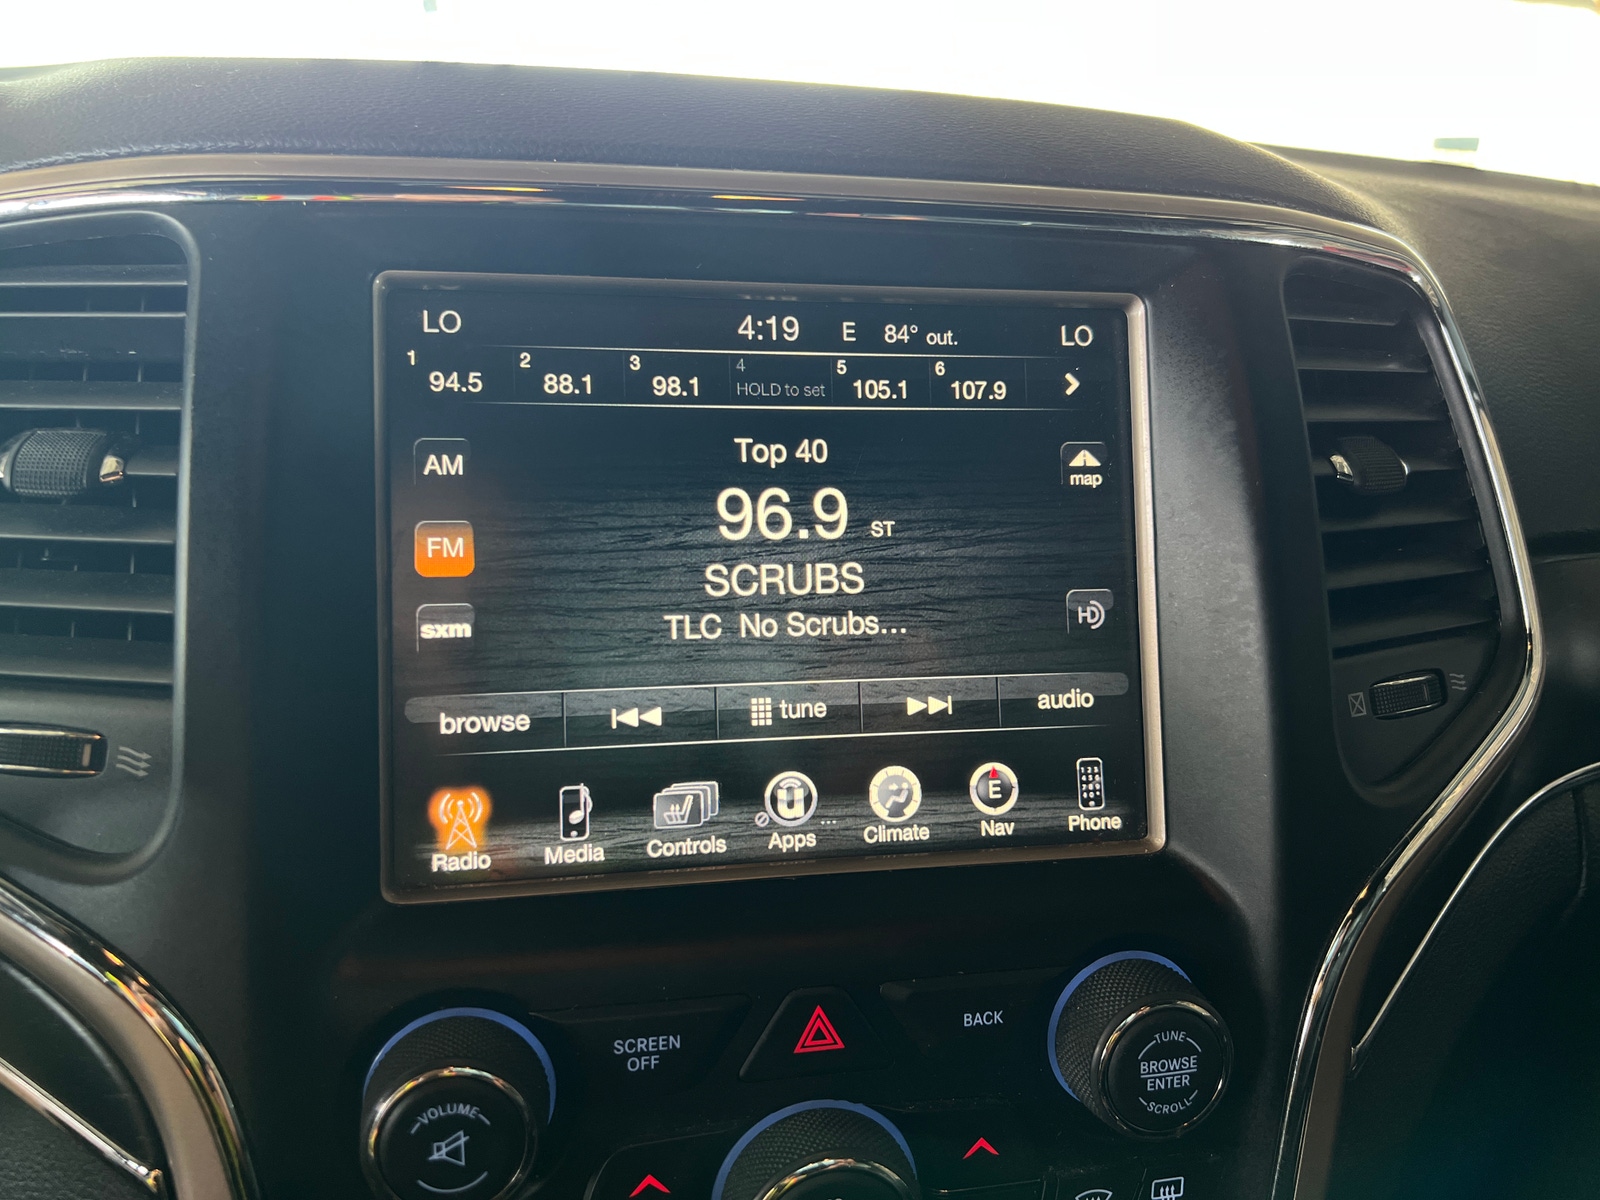 LO 4:19 E 84° out. LO
1 94.5 2 88.1 3 98.1 4 HOLD to set 5 105.1 6 107.9
AM
FM
sxm
Top 40
96.9 ST
SCRUBS
TLC No Scrubs...
map
HD
browse tune audio
Radio Media Controls Apps ... Climate E Nav Phone
SCREEN
OFF
BACK
VOLUME
TUNE
BROWSE
ENTER
SCROLL